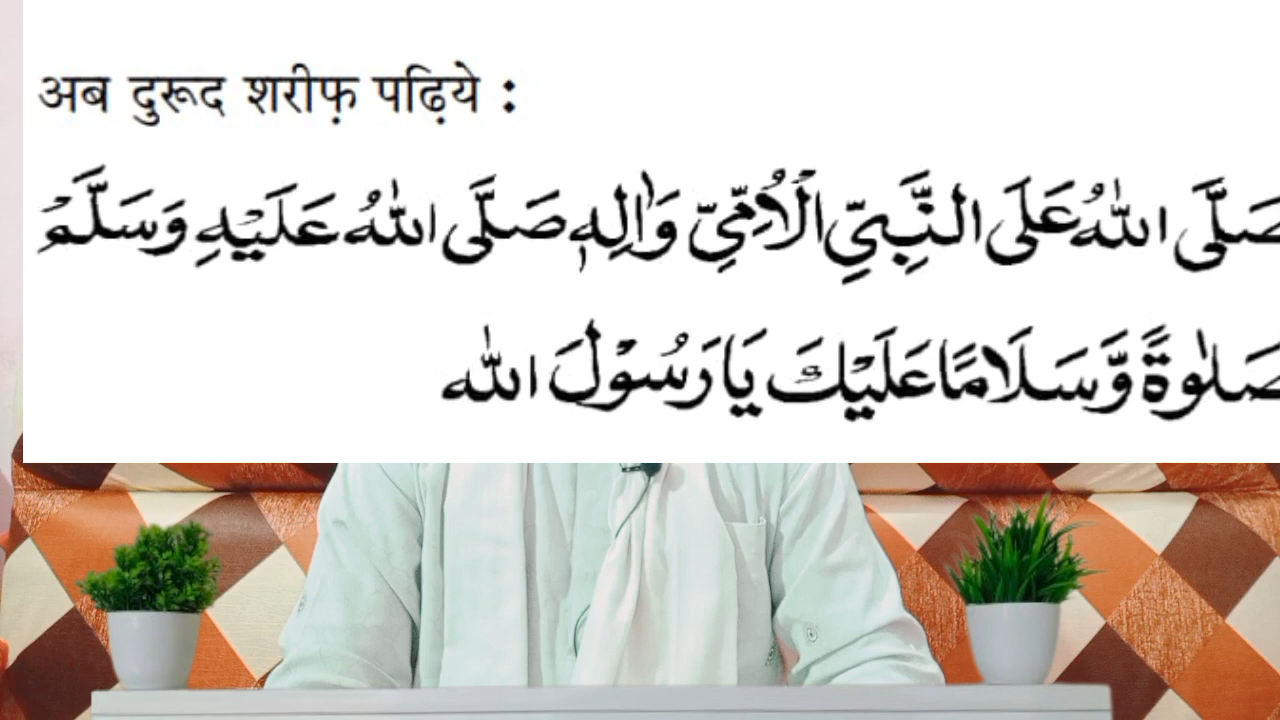 अब दुरूद शरीफ़ पढ़िये :
صَلَّى اللّٰهُ عَلَى النَّبِيِّ الْاُمِّيِّ وَاٰلِهٖ صَلَّى اللّٰهُ عَلَيْهِ وَسَلَّمْ
صَلٰوةً وَّسَلَامًا عَلَيْكَ يَا رَسُوْلَ اللّٰه